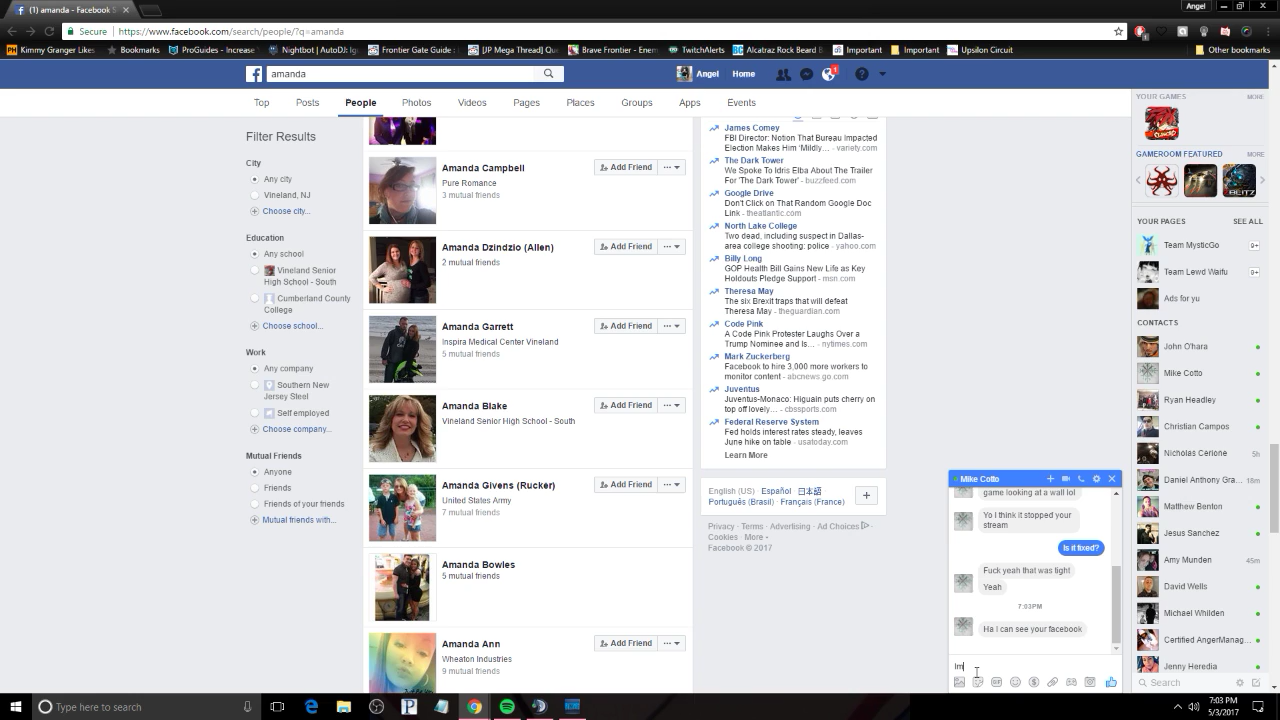 (1) amanda - Facebook S
Angel
Secure | https://www.facebook.com/search/people/?q=amanda
Kimmy Granger Likes
Bookmarks
ProGuides - Increase
Nightbot | AutoDJ: Ig
Frontier Gate Guide :
[JP Mega Thread] Que
Brave Frontier - Enem
TwitchAlerts
Alcatraz Rock Beard B
Important
Important
Upsilon Circuit
Other bookmarks
amanda
Angel
Home
1
Top
Posts
People
Photos
Videos
Pages
Places
Groups
Apps
Events
Filter Results
City
Any city
Vineland, NJ
Choose city...
Education
Any school
Vineland Senior
High School - South
Cumberland County
College
Choose school...
Work
Any company
Southern New
Jersey Steel
Self employed
Choose company...
Mutual Friends
Anyone
Friends
Friends of your friends
Mutual friends with...
Amanda Campbell
Pure Romance
3 mutual friends
Add Friend
Amanda Dzindzio (Allen)
2 mutual friends
Add Friend
Amanda Garrett
Inspira Medical Center Vineland
5 mutual friends
Add Friend
Amanda Blake
Vineland Senior High School - South
Add Friend
Amanda Givens (Rucker)
United States Army
7 mutual friends
Add Friend
Amanda Bowles
5 mutual friends
Amanda Ann
Wheaton Industries
9 mutual friends
Add Friend
James Comey
FBI Director: Notion That Bureau Impacted
Election Makes Him 'Mildly... - variety.com
The Dark Tower
We Spoke To Idris Elba About The Trailer
For 'The Dark Tower' - buzzfeed.com
Google Drive
Don't Click on That Random Google Doc
Link - theatlantic.com
North Lake College
Two dead, including suspect in Dallas-
area college shooting: police - yahoo.com
Billy Long
GOP Health Bill Gains New Life as Key
Holdouts Pledge Support - msn.com
Theresa May
The six Brexit traps that will defeat
Theresa May - theguardian.com
Code Pink
A Code Pink Protester Laughs Over a
Trump Nominee and Is... - nytimes.com
Mark Zuckerberg
Facebook to hire 3,000 more workers to
monitor content - abcnews.go.com
Juventus
Juventus-Monaco: Higuain puts cherry on
top off lovely... - cbssports.com
Federal Reserve System
Fed holds interest rates steady, leaves
June hike on table - usatoday.com
Learn More
English (US) · Español · 日本語
Português (Brasil) · Français (France)
Privacy · Terms · Advertising · Ad Choices
Cookies · More
Facebook © 2017
YOUR GAMES
MORE
GAMEROOM FEATURED
MORE
YOUR PAGES
SEE ALL
Team MysticGo
Team Lewd Waifu
Ads for yu
CONTACTS
John O'hara
Mike Cotto
Ryan Headley
Christian Campos
Nicholas Cerione 5h
Daniel Anthony Gra... 18m
Matthew Benton
Jesus Sanchez
Amy Munden 45m
David Wells
Michael Whilden
Certified AngerManag...
Jenny Heredia
Search
Mike Cotto
game looking at a wall lol
Yo I think it stopped your
stream
Is it fixed?
Fuck yeah that was tight
Yeah
7:03PM
Ha I can see your facebook
Im
Type here to search
7:03 PM
5/3/2017